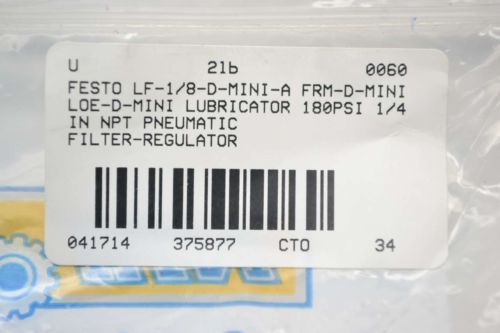 U 2lb 0060
FESTO LF-1/8-D-MINI-A FRM-D-MINI
LOE-D-MINI LUBRICATOR 180PSI 1/4
IN NPT PNEUMATIC
FILTER-REGULATOR
041714 375877 CTO 34